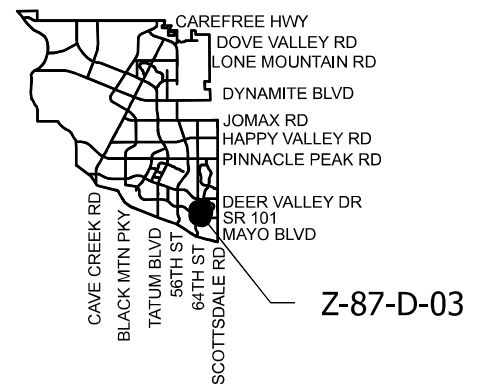 CAREFREE HWY
DOVE VALLEY RD
LONE MOUNTAIN RD
DYNAMITE BLVD
JOMAX RD
HAPPY VALLEY RD
PINNACLE PEAK RD
DEER VALLEY DR
SR 101
MAYO BLVD
CAVE CREEK RD
BLACK MTN PKY
TATUM BLVD
56TH ST
64TH ST
SCOTTSDALE RD
Z-87-D-03